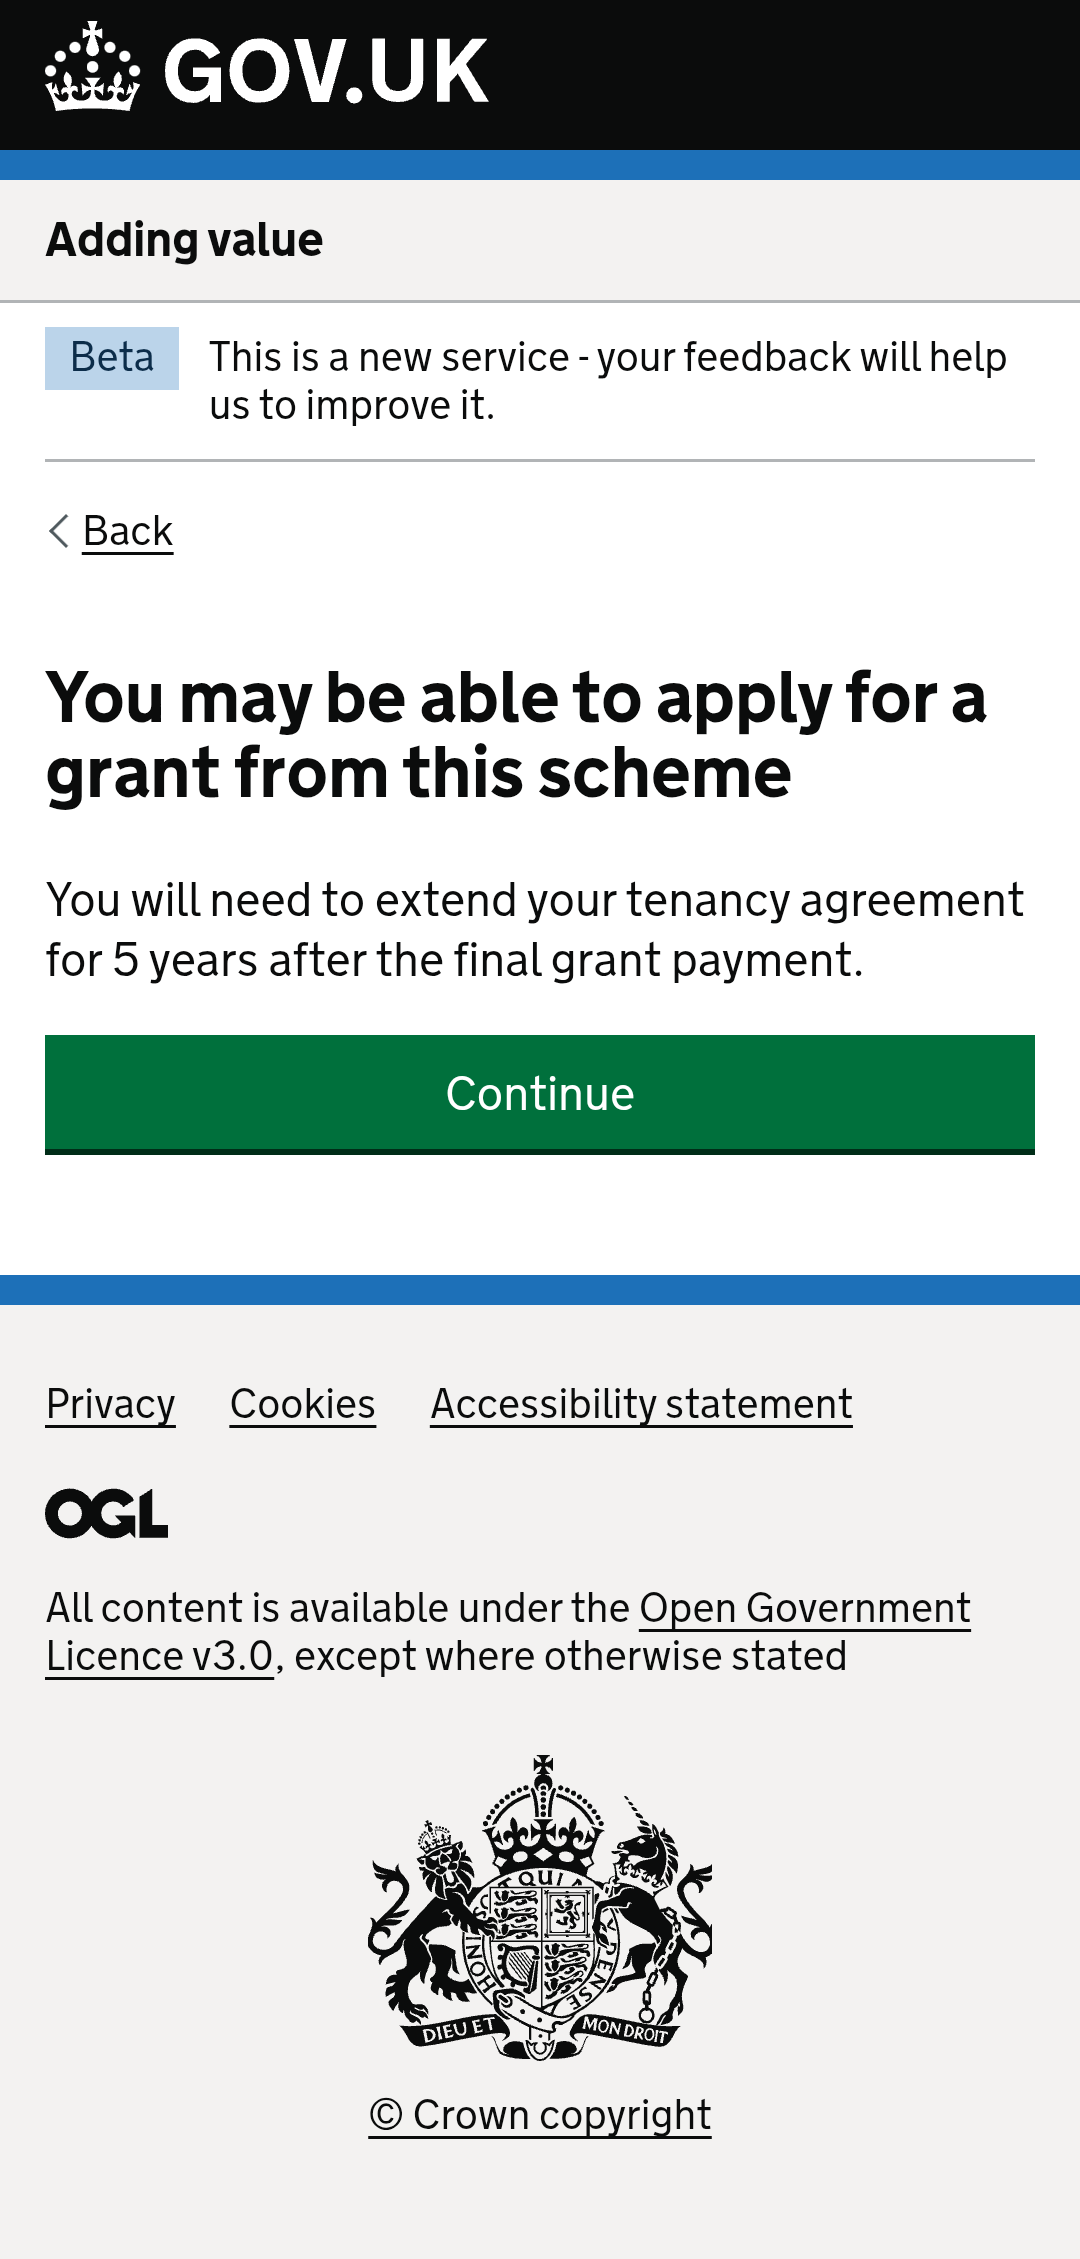 GOV.UK
Adding value
Beta
This is a new service - your feedback will help
us to improve it.
Back
You may be able to apply for a
grant from this scheme
You will need to extend your tenancy agreement
for 5 years after the final grant payment.
Continue
Privacy Cookies Accessibility statement
OGL
All content is available under the Open Government
Licence v3.0, except where otherwise stated
QUI
HONI
PENSE
DIEU ET MON DROIT
© Crown copyright